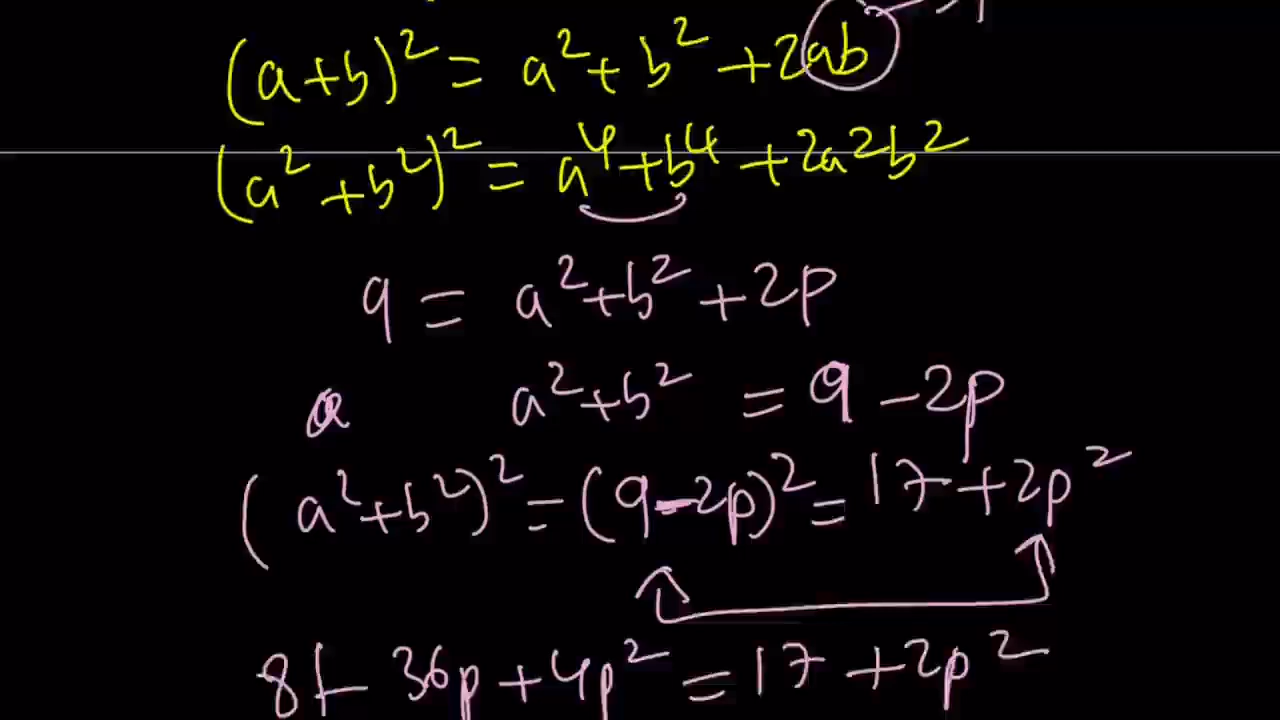 (a+b)² = a² + b² + 2ab
(a² + b²)² = a⁴ + b⁴ + 2a²b²
9 = a² + b² + 2p
a a² + b² = 9 - 2p
(a² + b²)² = (9 - 2p)² = 17 + 2p²
81 - 36p + 4p² = 17 + 2p²